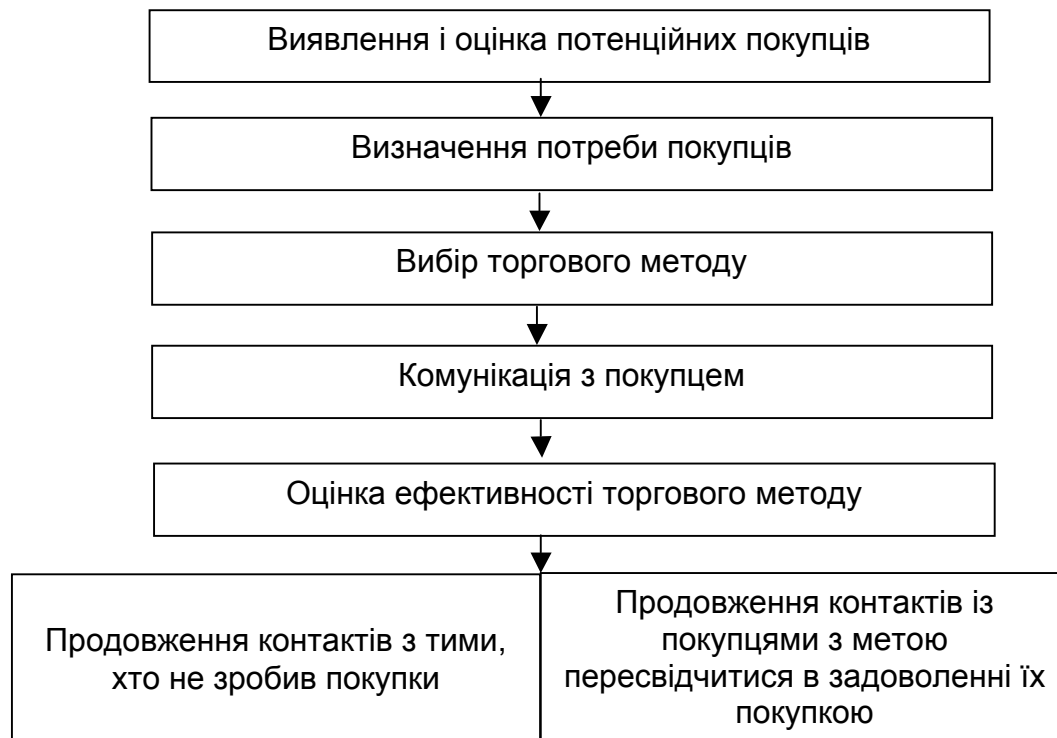 Виявлення і оцінка потенційних покупців
Визначення потреби покупців
Вибір торгового методу
Комунікація з покупцем
Оцінка ефективності торгового методу
Продовження контактів з тими,
хто не зробив покупки
Продовження контактів із
покупцями з метою
пересвідчитися в задоволенні їх
покупкою